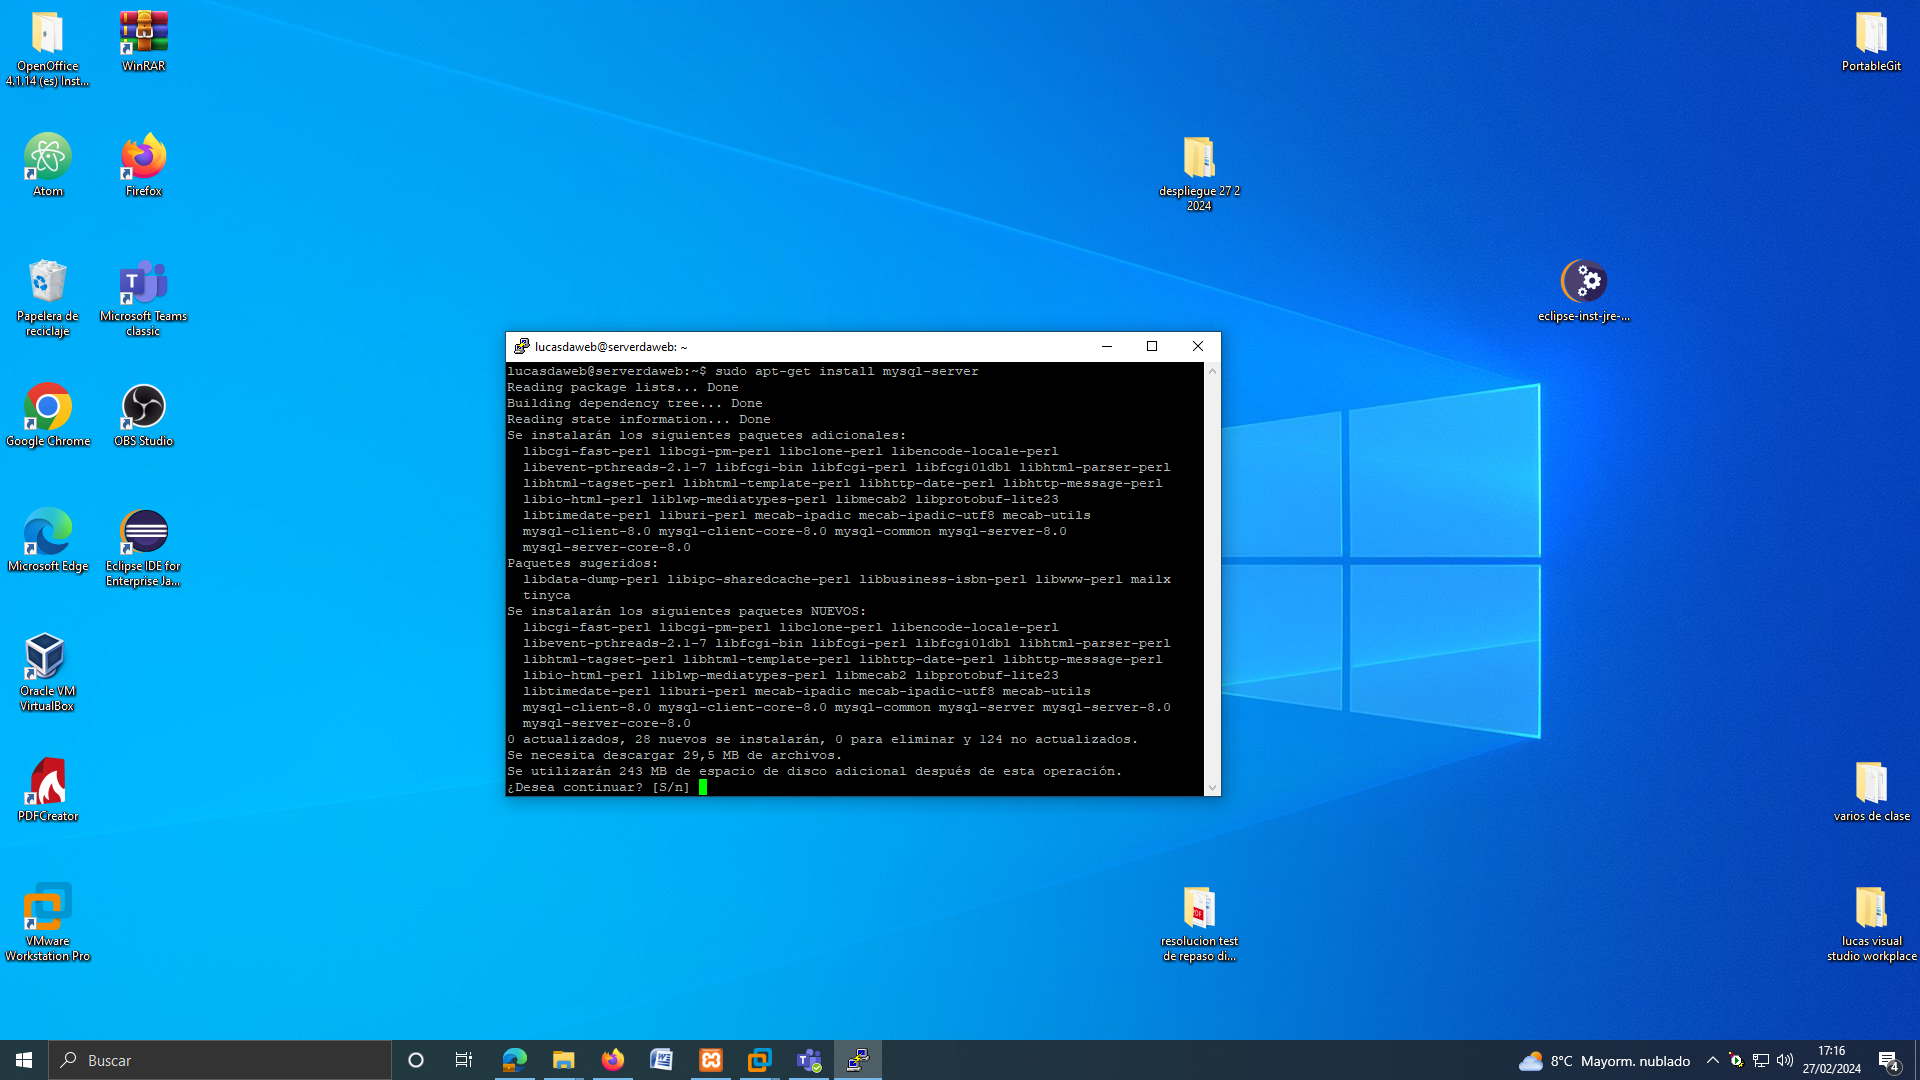 OpenOffice
4.1.14 (es) Inst...
WinRAR
Atom
Firefox
Papelera de
reciclaje
Microsoft Teams
classic
Google Chrome
OBS Studio
Microsoft Edge
Eclipse IDE for
Enterprise Ja...
Oracle VM
VirtualBox
PDFCreator
VMware
Workstation Pro
PortableGit
despliegue 27 2
2024
eclipse-inst-jre-...
varios de clase
resolucion test
de repaso di...
lucas visual
studio workplace
lucasdaweb@serverdaweb: ~
lucasdaweb@serverdaweb:~$ sudo apt-get install mysql-server
Reading package lists... Done
Building dependency tree... Done
Reading state information... Done
Se instalarán los siguientes paquetes adicionales:
libcgi-fast-perl libcgi-pm-perl libclone-perl libencode-locale-perl
libevent-pthreads-2.1-7 libfcgi-bin libfcgi-perl libfcgi0ldbl libhtml-parser-perl
libhtml-tagset-perl libhtml-template-perl libhttp-date-perl libhttp-message-perl
libio-html-perl liblwp-mediatypes-perl libmecab2 libprotobuf-lite23
libtimedate-perl liburi-perl mecab-ipadic mecab-ipadic-utf8 mecab-utils
mysql-client-8.0 mysql-client-core-8.0 mysql-common mysql-server-8.0
mysql-server-core-8.0
Paquetes sugeridos:
libdata-dump-perl libipc-sharedcache-perl libbusiness-isbn-perl libwww-perl mailx
tinyca
Se instalarán los siguientes paquetes NUEVOS:
libcgi-fast-perl libcgi-pm-perl libclone-perl libencode-locale-perl
libevent-pthreads-2.1-7 libfcgi-bin libfcgi-perl libfcgi0ldbl libhtml-parser-perl
libhtml-tagset-perl libhtml-template-perl libhttp-date-perl libhttp-message-perl
libio-html-perl liblwp-mediatypes-perl libmecab2 libprotobuf-lite23
libtimedate-perl liburi-perl mecab-ipadic mecab-ipadic-utf8 mecab-utils
mysql-client-8.0 mysql-client-core-8.0 mysql-common mysql-server mysql-server-8.0
mysql-server-core-8.0
0 actualizados, 28 nuevos se instalarán, 0 para eliminar y 124 no actualizados.
Se necesita descargar 29,5 MB de archivos.
Se utilizarán 243 MB de espacio de disco adicional después de esta operación.
¿Desea continuar? [S/n]
Buscar
8°C Mayorm. nublado
17:16
27/02/2024
4